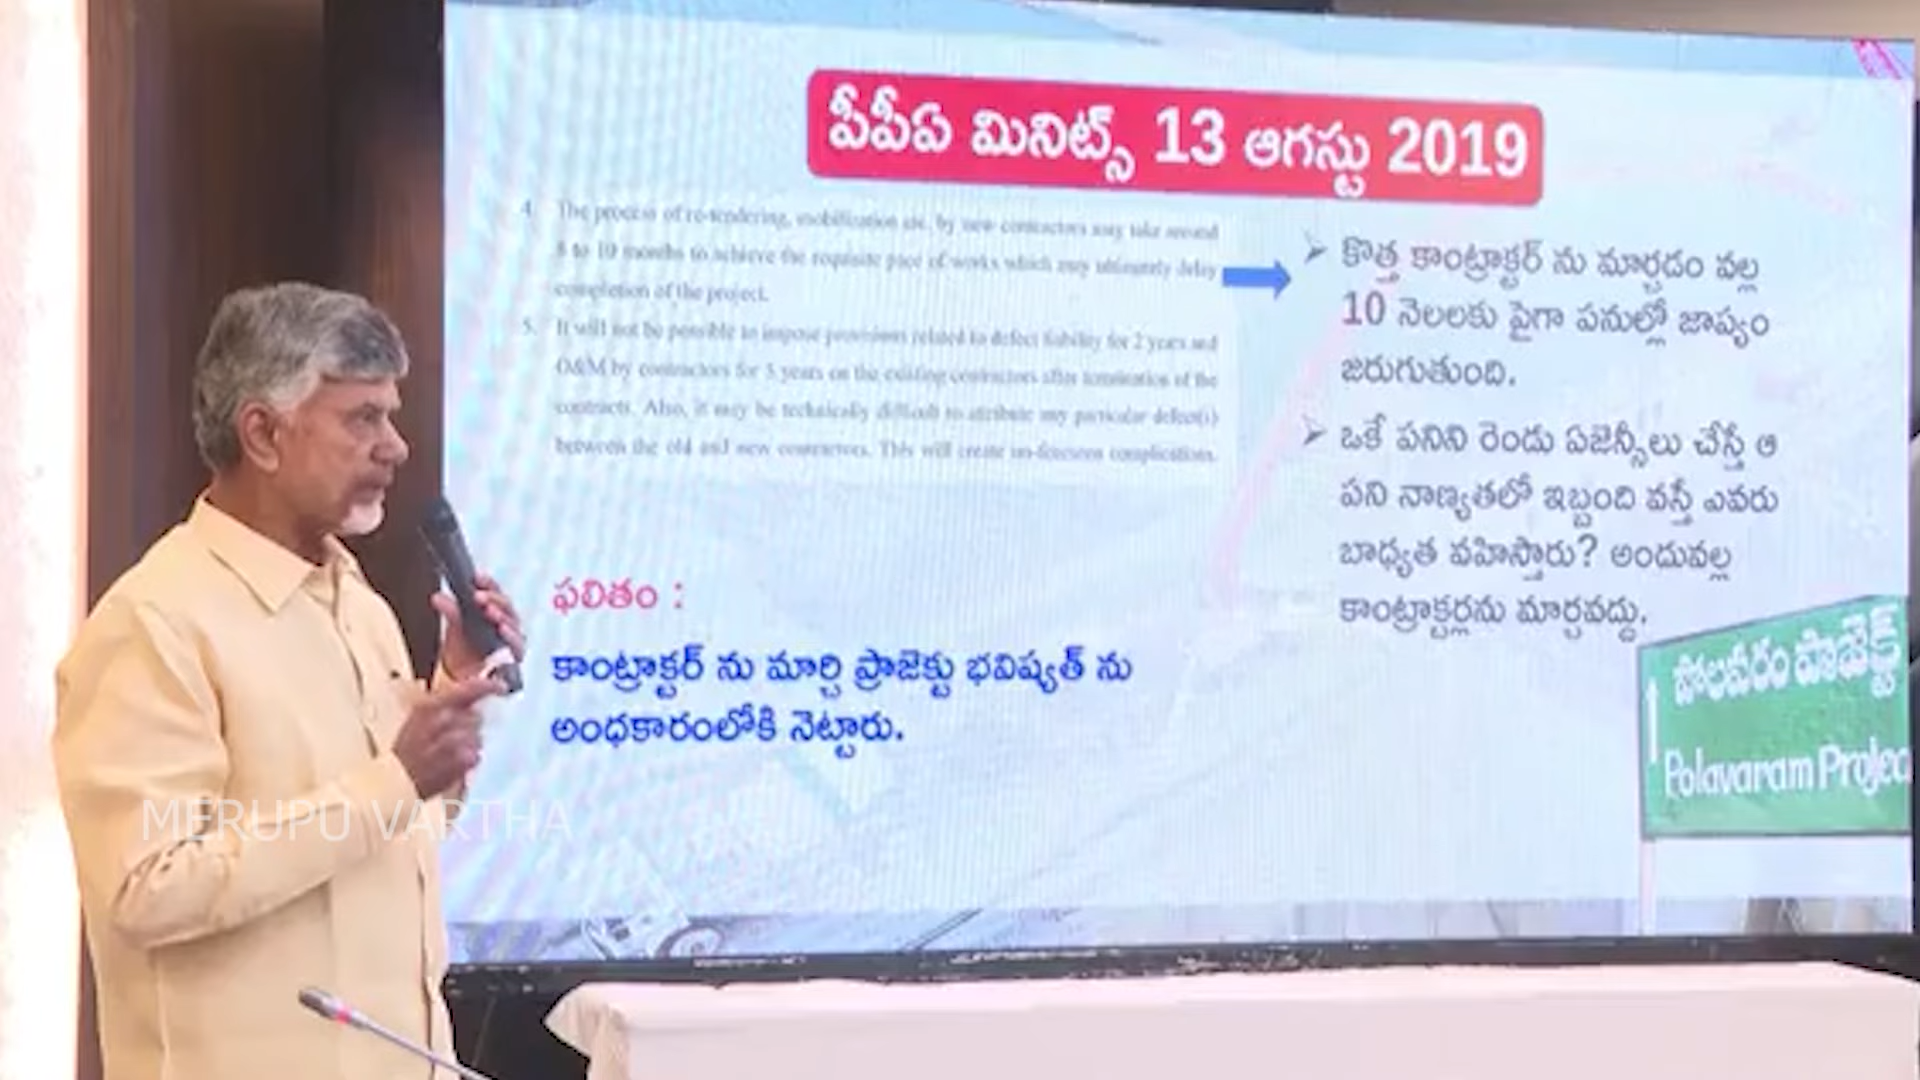 పీపీఏ మినిట్స్ 13 ఆగస్టు 2019
4. The process of re-tendering, mobilization etc. by new contractors may take around
8 to 10 months to achieve the requisite pace of works which may ultimately delay
completion of the project.
5. It will not be possible to impose provisions related to defect liability for 2 years and
O&M by contractors for 5 years on the existing contractors after termination of the
contracts. Also, it may be technically difficult to attribute any particular defect(s)
between the old and new contractors. This will create un-foreseen complications.
➢ కొత్త కాంట్రాక్టర్ ను మార్చడం వల్ల
10 నెలలకు పైగా పనుల్లో జాప్యం
జరుగుతుంది.
➢ ఒకే పనిని రెండు ఏజెన్సీలు చేస్తే ఆ
పని నాణ్యతలో ఇబ్బంది వస్తే ఎవరు
బాధ్యత వహిస్తారు? అందువల్ల
కాంట్రాక్టర్లను మార్చవద్దు.
ఫలితం :
కాంట్రాక్టర్ ను మార్చి ప్రాజెక్టు భవిష్యత్ ను
అంధకారంలోకి నెట్టారు.
పోలవరం ప్రాజెక్ట్
Polavaram Projec
MERUPU VARTHA